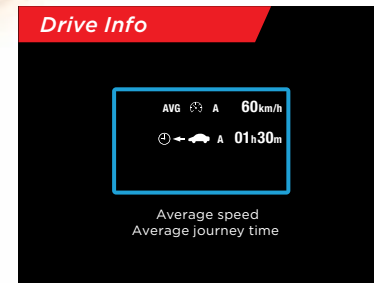 Drive Info
AVG A 60km/h
A 01h30m
Average speed
Average journey time